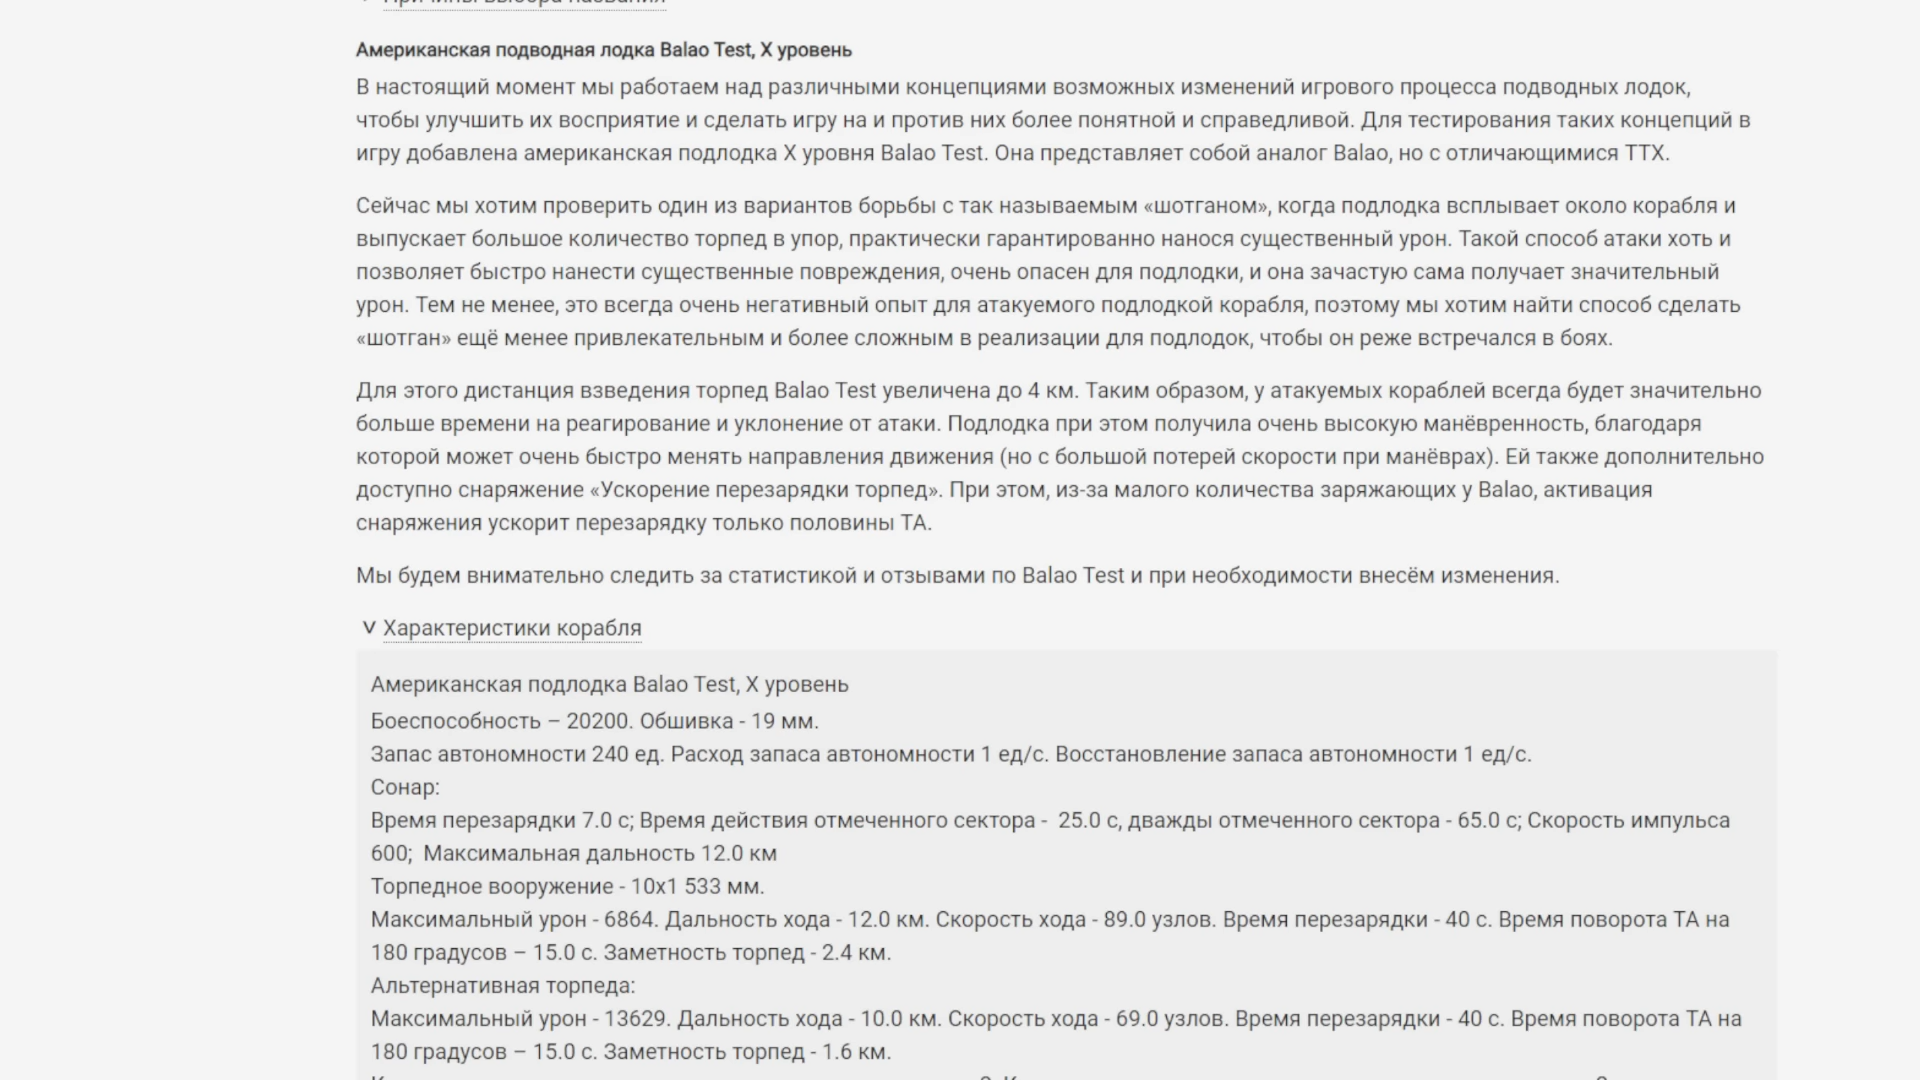 Причины выбора названия
Американская подводная лодка Balao Test, X уровень
В настоящий момент мы работаем над различными концепциями возможных изменений игрового процесса подводных лодок,
чтобы улучшить их восприятие и сделать игру на и против них более понятной и справедливой. Для тестирования таких концепций в
игру добавлена американская подлодка X уровня Balao Test. Она представляет собой аналог Balao, но с отличающимися ТТХ.
Сейчас мы хотим проверить один из вариантов борьбы с так называемым «шотганом», когда подлодка всплывает около корабля и
выпускает большое количество торпед в упор, практически гарантированно нанося существенный урон. Такой способ атаки хоть и
позволяет быстро нанести существенные повреждения, очень опасен для подлодки, и она зачастую сама получает значительный
урон. Тем не менее, это всегда очень негативный опыт для атакуемого подлодкой корабля, поэтому мы хотим найти способ сделать
«шотган» ещё менее привлекательным и более сложным в реализации для подлодок, чтобы он реже встречался в боях.
Для этого дистанция взведения торпед Balao Test увеличена до 4 км. Таким образом, у атакуемых кораблей всегда будет значительно
больше времени на реагирование и уклонение от атаки. Подлодка при этом получила очень высокую манёвренность, благодаря
которой может очень быстро менять направления движения (но с большой потерей скорости при манёврах). Ей также дополнительно
доступно снаряжение «Ускорение перезарядки торпед». При этом, из-за малого количества заряжающих у Balao, активация
снаряжения ускорит перезарядку только половины ТА.
Мы будем внимательно следить за статистикой и отзывами по Balao Test и при необходимости внесём изменения.
Характеристики корабля
Американская подлодка Balao Test, X уровень
Боеспособность – 20200. Обшивка - 19 мм.
Запас автономности 240 ед. Расход запаса автономности 1 ед/с. Восстановление запаса автономности 1 ед/с.
Сонар:
Время перезарядки 7.0 с; Время действия отмеченного сектора -  25.0 с, дважды отмеченного сектора - 65.0 с; Скорость импульса
600;  Максимальная дальность 12.0 км
Торпедное вооружение - 10x1 533 мм.
Максимальный урон - 6864. Дальность хода - 12.0 км. Скорость хода - 89.0 узлов. Время перезарядки - 40 с. Время поворота ТА на
180 градусов – 15.0 с. Заметность торпед - 2.4 км.
Альтернативная торпеда:
Максимальный урон - 13629. Дальность хода - 10.0 км. Скорость хода - 69.0 узлов. Время перезарядки - 40 с. Время поворота ТА на
180 градусов – 15.0 с. Заметность торпед - 1.6 км.